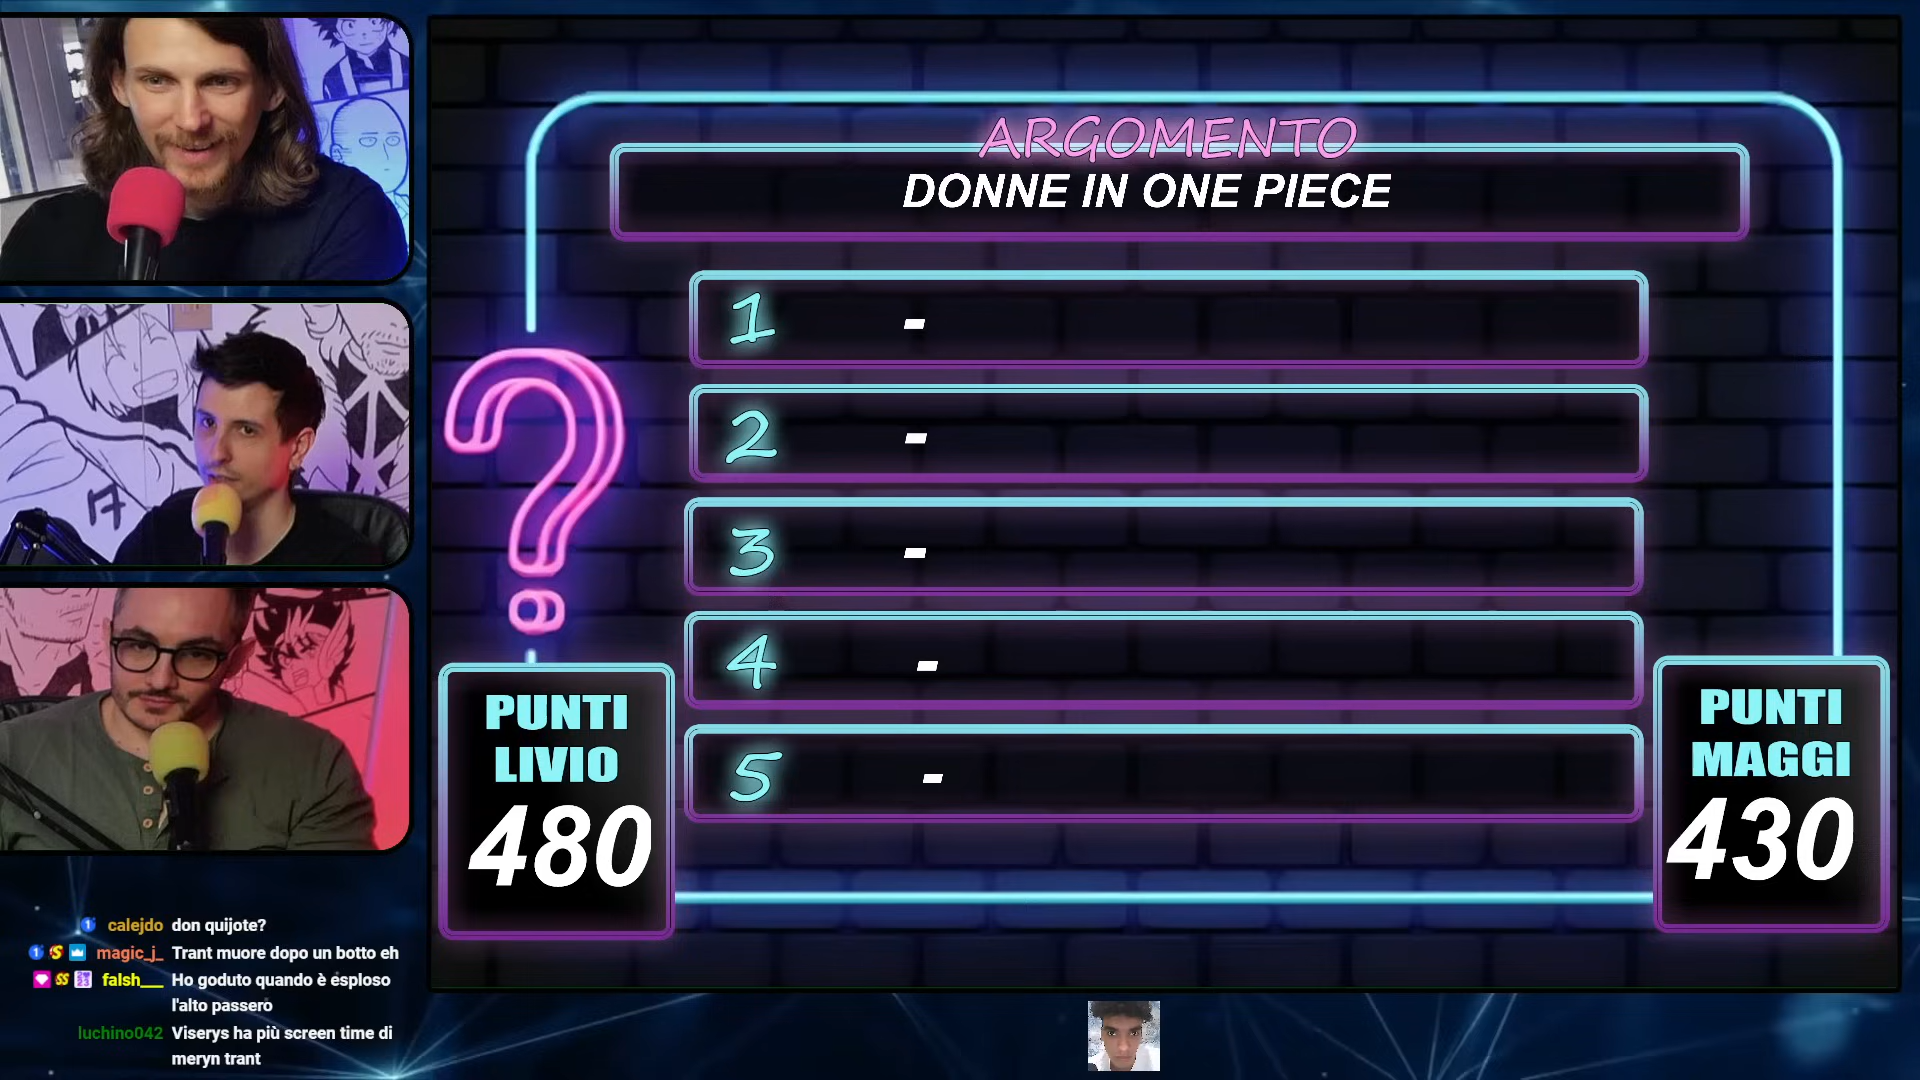 ARGOMENTO
DONNE IN ONE PIECE
1 -
2 -
3 -
4 -
5 -
PUNTI
LIVIO
480
PUNTI
MAGGI
430
calejdo don quijote?
magic_j_ Trant muore dopo un botto eh
falsh___ Ho goduto quando è esploso
l'alto passero
luchino042 Viserys ha più screen time di
meryn trant